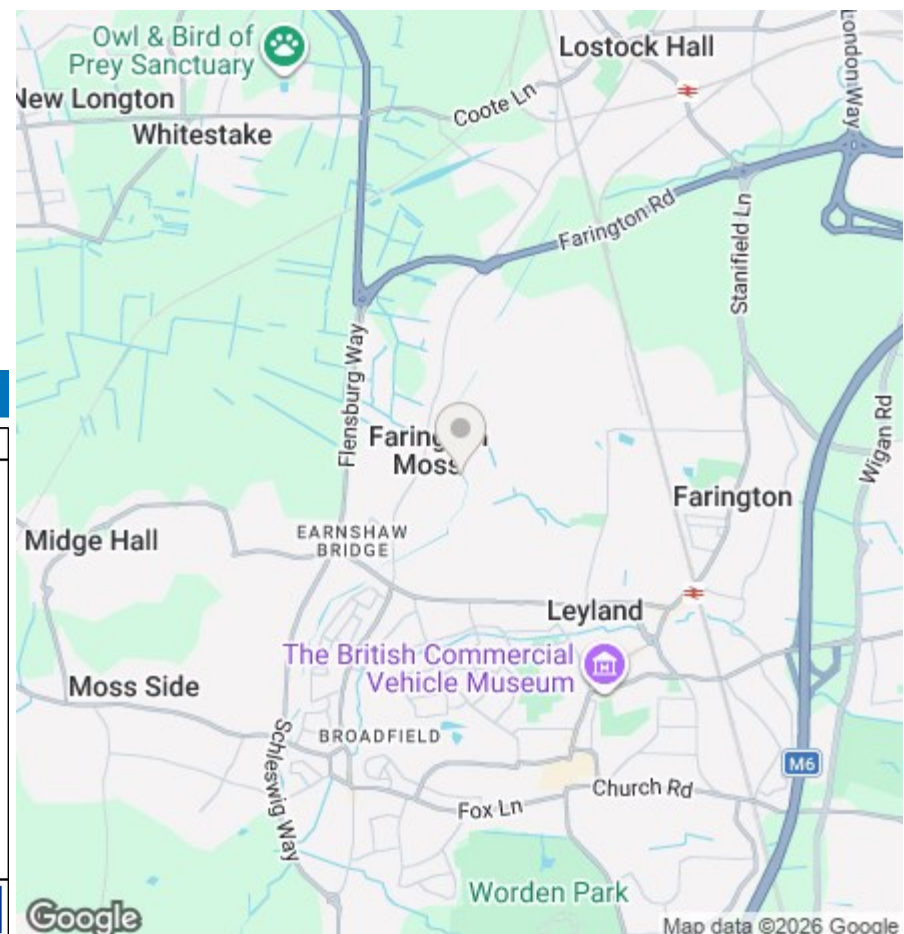 Owl & Bird of
Prey Sanctuary
Lostock Hall
London Way
New Longton
Coote Ln
Whitestake
Farington Rd
Stanifield Ln
Flensburg Way
Moss
Wigan Rd
Farington
Midge Hall
EARNSHAW
BRIDGE
Leyland
The British Commercial
Vehicle Museum
Moss Side
Schleswig Way
BROADFIELD
M6
Church Rd
Fox Ln
Worden Park
Google
Map data ©2026 Google